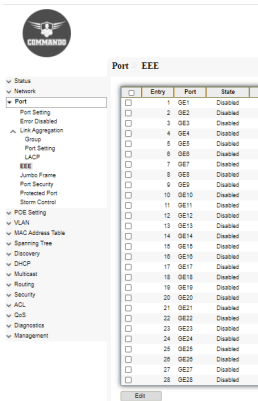 COMMANDO
Port EEE
Status
Network
Port
Port Setting
Error Disabled
Link Aggregation
Group
Port Setting
LACP
EEE
Jumbo Frame
Port Security
Protected Port
Storm Control
POE Setting
VLAN
MAC Address Table
Spanning Tree
Discovery
DHCP
Multicast
Routing
Security
ACL
QoS
Diagnostics
Management
Entry Port State
1 GE1 Disabled
2 GE2 Disabled
3 GE3 Disabled
4 GE4 Disabled
5 GE5 Disabled
6 GE6 Disabled
7 GE7 Disabled
8 GE8 Disabled
9 GE9 Disabled
10 GE10 Disabled
11 GE11 Disabled
12 GE12 Disabled
13 GE13 Disabled
14 GE14 Disabled
15 GE15 Disabled
16 GE16 Disabled
17 GE17 Disabled
18 GE18 Disabled
19 GE19 Disabled
20 GE20 Disabled
21 GE21 Disabled
22 GE22 Disabled
23 GE23 Disabled
24 GE24 Disabled
25 GE25 Disabled
26 GE26 Disabled
27 GE27 Disabled
28 GE28 Disabled
Edit